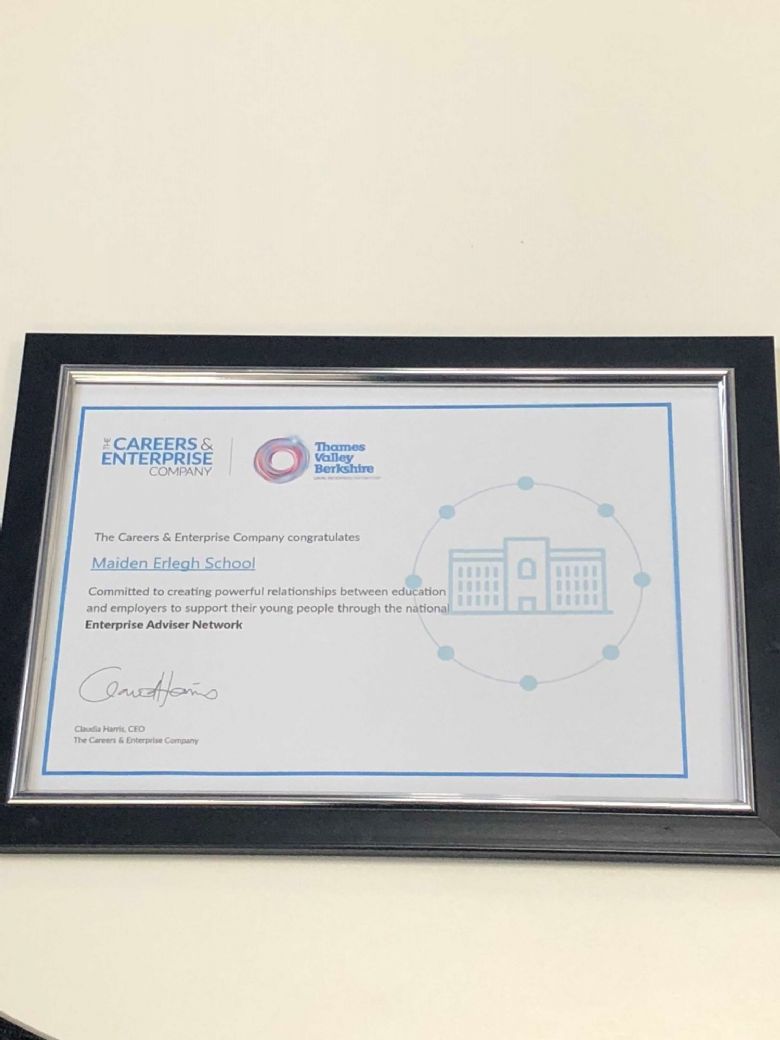 THE CAREERS &
ENTERPRISE
COMPANY
Thames
Valley
Berkshire
The Careers & Enterprise Company congratulates
Maiden Erlegh School
Committed to creating powerful relationships between education
and employers to support their young people through the national
Enterprise Adviser Network
Claudia Harris, CEO
The Careers & Enterprise Company